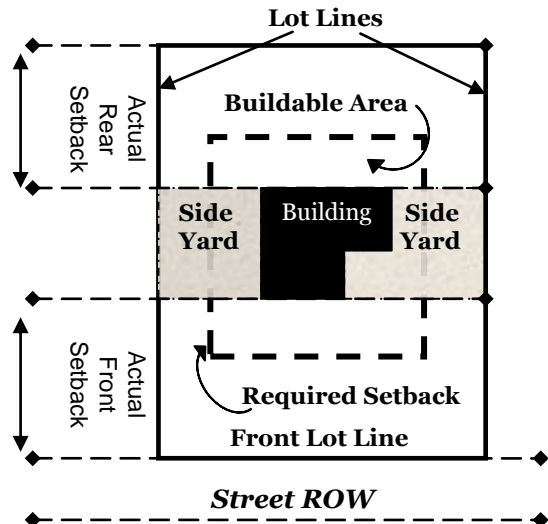 Lot Lines
Actual
Rear
Setback
Buildable Area
Side
Yard
Building
Side
Yard
Actual
Front
Setback
Required Setback
Front Lot Line
Street ROW